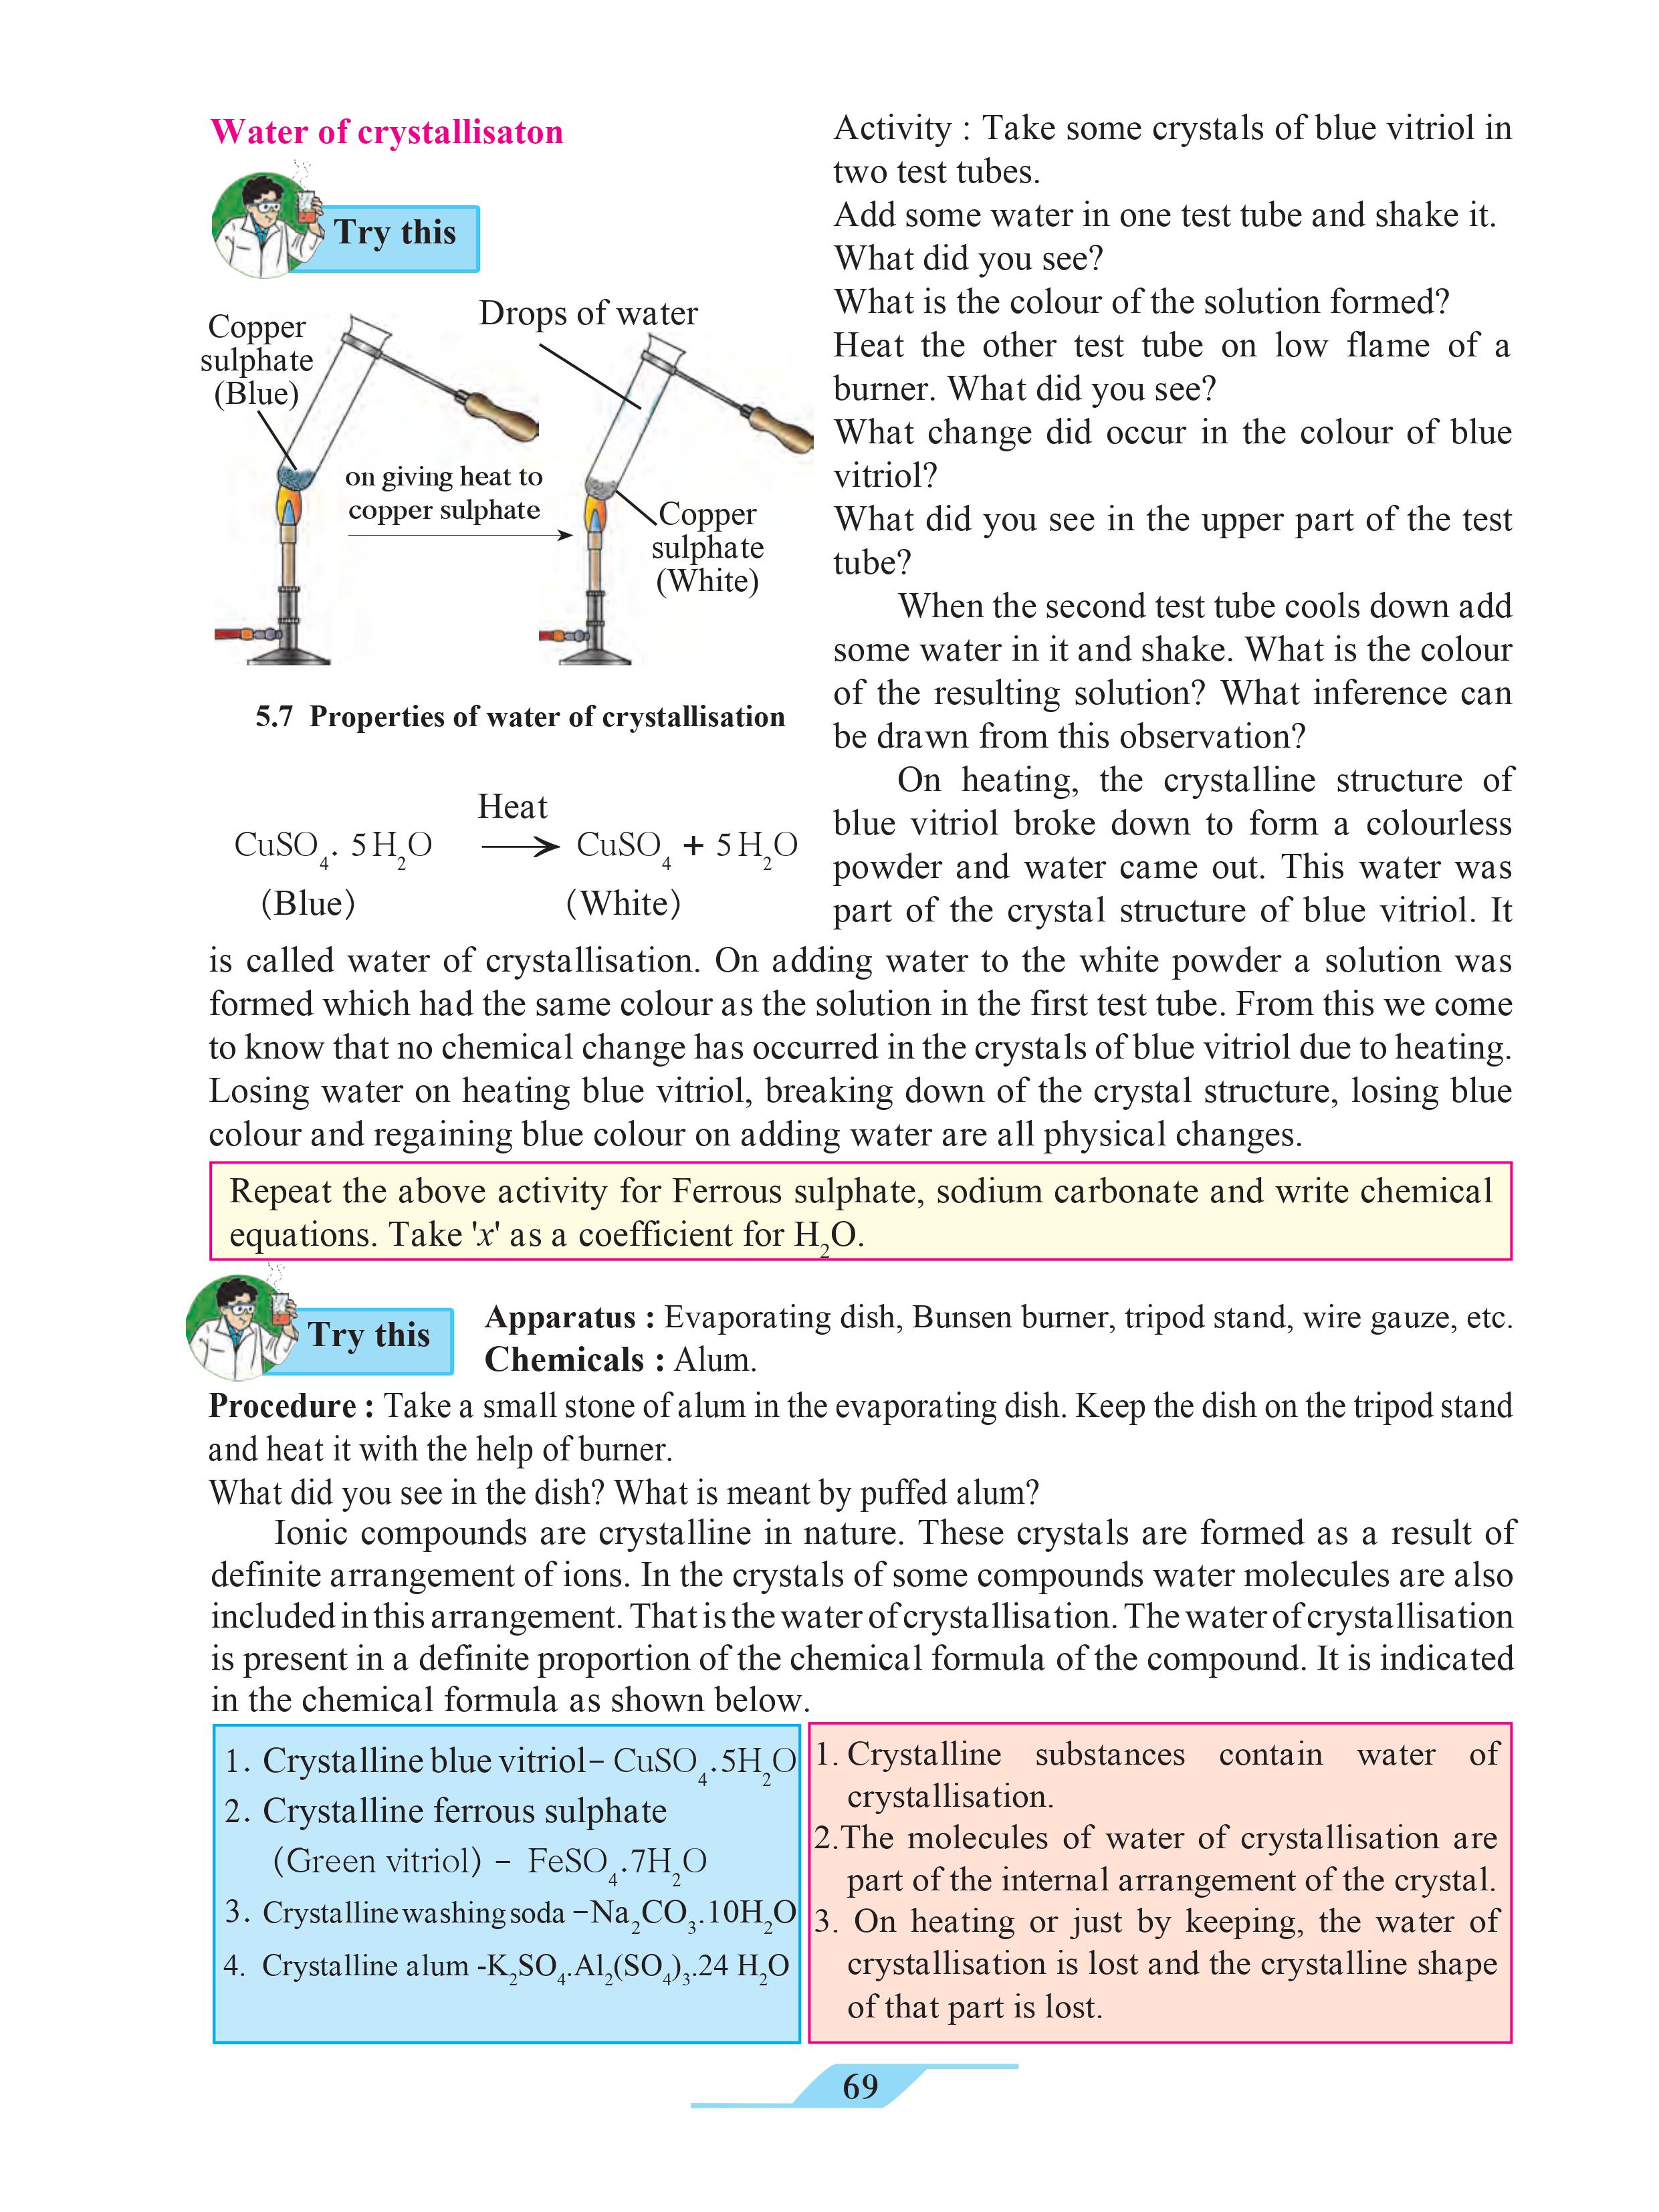 Water of crystallisaton
Try this
Copper
sulphate
(Blue)
Drops of water
on giving heat to
copper sulphate
Copper
sulphate
(White)
5.7 Properties of water of crystallisation
Heat
CuSO₄. 5H₂O ⟶ CuSO₄ + 5H₂O
(Blue) (White)
Activity : Take some crystals of blue vitriol in
two test tubes.
Add some water in one test tube and shake it.
What did you see?
What is the colour of the solution formed?
Heat the other test tube on low flame of a
burner. What did you see?
What change did occur in the colour of blue
vitriol?
What did you see in the upper part of the test
tube?
When the second test tube cools down add
some water in it and shake. What is the colour
of the resulting solution? What inference can
be drawn from this observation?
On heating, the crystalline structure of
blue vitriol broke down to form a colourless
powder and water came out. This water was
part of the crystal structure of blue vitriol. It
is called water of crystallisation. On adding water to the white powder a solution was
formed which had the same colour as the solution in the first test tube. From this we come
to know that no chemical change has occurred in the crystals of blue vitriol due to heating.
Losing water on heating blue vitriol, breaking down of the crystal structure, losing blue
colour and regaining blue colour on adding water are all physical changes.
Repeat the above activity for Ferrous sulphate, sodium carbonate and write chemical
equations. Take 'x' as a coefficient for H₂O.
Try this
Apparatus : Evaporating dish, Bunsen burner, tripod stand, wire gauze, etc.
Chemicals : Alum.
Procedure : Take a small stone of alum in the evaporating dish. Keep the dish on the tripod stand
and heat it with the help of burner.
What did you see in the dish? What is meant by puffed alum?
Ionic compounds are crystalline in nature. These crystals are formed as a result of
definite arrangement of ions. In the crystals of some compounds water molecules are also
included in this arrangement. That is the water of crystallisation. The water of crystallisation
is present in a definite proportion of the chemical formula of the compound. It is indicated
in the chemical formula as shown below.
1. Crystalline blue vitriol– CuSO₄.5H₂O
2. Crystalline ferrous sulphate
(Green vitriol) – FeSO₄.7H₂O
3. Crystalline washing soda –Na₂CO₃.10H₂O
4. Crystalline alum -K₂SO₄.Al₂(SO₄)₃.24 H₂O
1. Crystalline substances contain water of
crystallisation.
2.The molecules of water of crystallisation are
part of the internal arrangement of the crystal.
3. On heating or just by keeping, the water of
crystallisation is lost and the crystalline shape
of that part is lost.
69